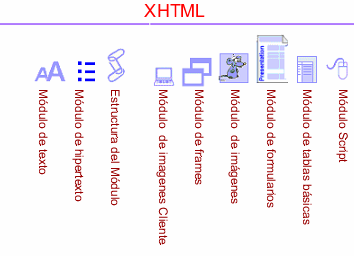 XHTML
Presentation
Módulo de texto
Módulo de hipertexto
Estructura del Módulo
Módulo de imagenes Cliente
Módulo de frames
Módulo de imágenes
Módulo de formularios
Módulo de tablas básicas
Módulo Script